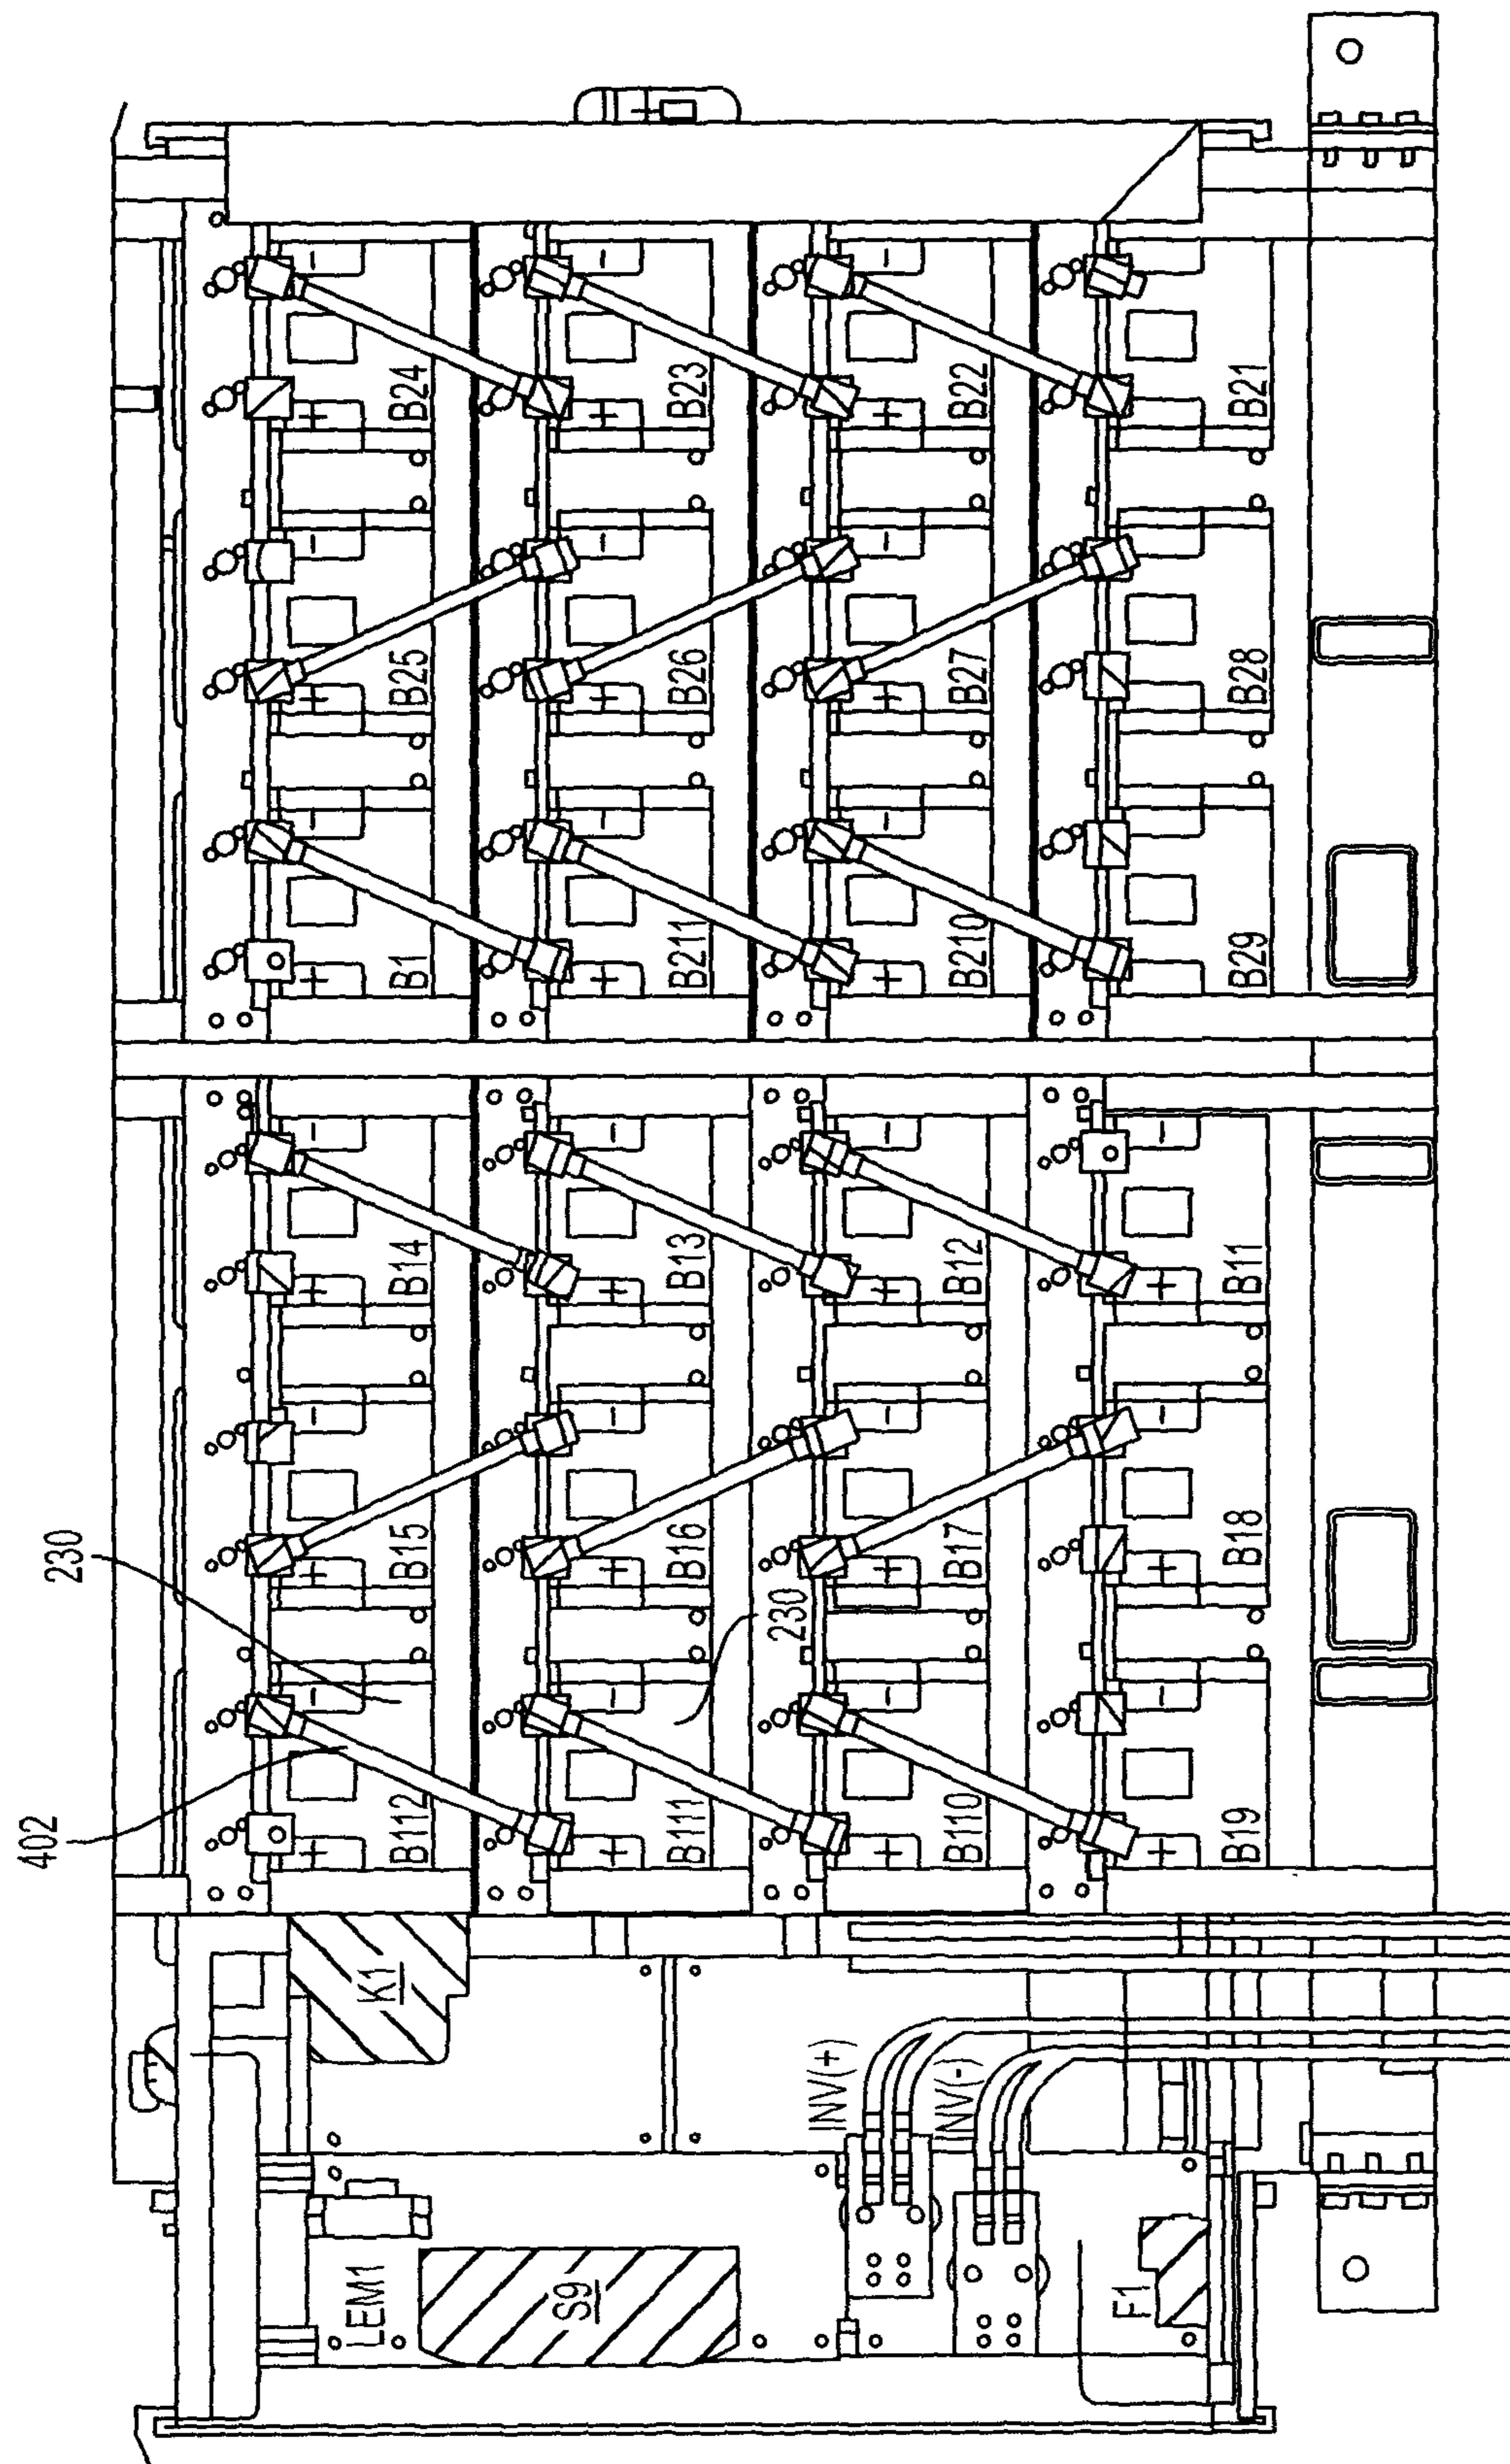 B24
B23
B22
B21
B25
B26
B27
B28
B1
B211
B210
B29
B14
B13
B12
B11
230
B15
B16
B17
B18
230
402
B112
B111
B110
B19
K1
INV(+)
INV(-)
LEM1
S9
F1